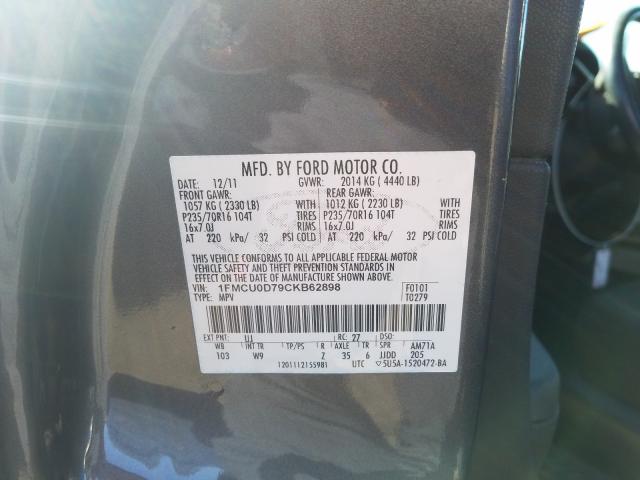 MFD. BY FORD MOTOR CO.
DATE: 12/11 GVWR: 2014 KG ( 4440 LB)
FRONT GAWR: REAR GAWR:
1057 KG ( 2330 LB) WITH 1012 KG ( 2230 LB) WITH
P235/70R16 104T TIRES P235/70R16 104T TIRES
16x7.0J RIMS 16x7.0J RIMS
AT 220 kPa/ 32 PSI COLD AT 220 kPa/ 32 PSI COLD
THIS VEHICLE CONFORMS TO ALL APPLICABLE FEDERAL MOTOR
VEHICLE SAFETY AND THEFT PREVENTION STANDARDS IN
EFFECT ON THE DATE OF MANUFACTURE SHOWN ABOVE.
VIN: 1FMCU0D79CKB62898 F0101
TYPE: MPV T0279
EXT PNT: UJ RC: 27 DSO:
WB INT TR TP/PS R AXLE TR SPR AM71A
103 W9 Z 35 6 JJDD 205
1201112155981 UTC 5U5A-1520472-BA